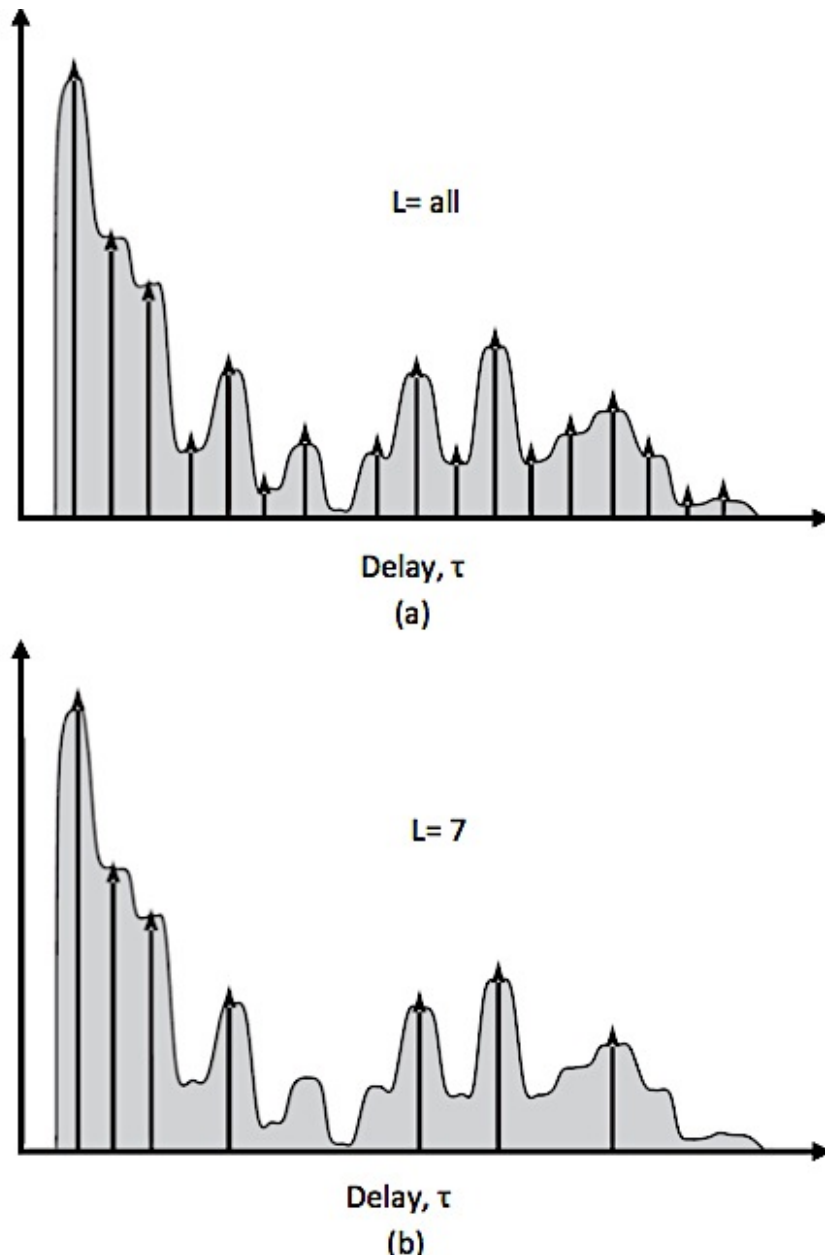 L= all
Delay, τ
(a)
L= 7
Delay, τ
(b)